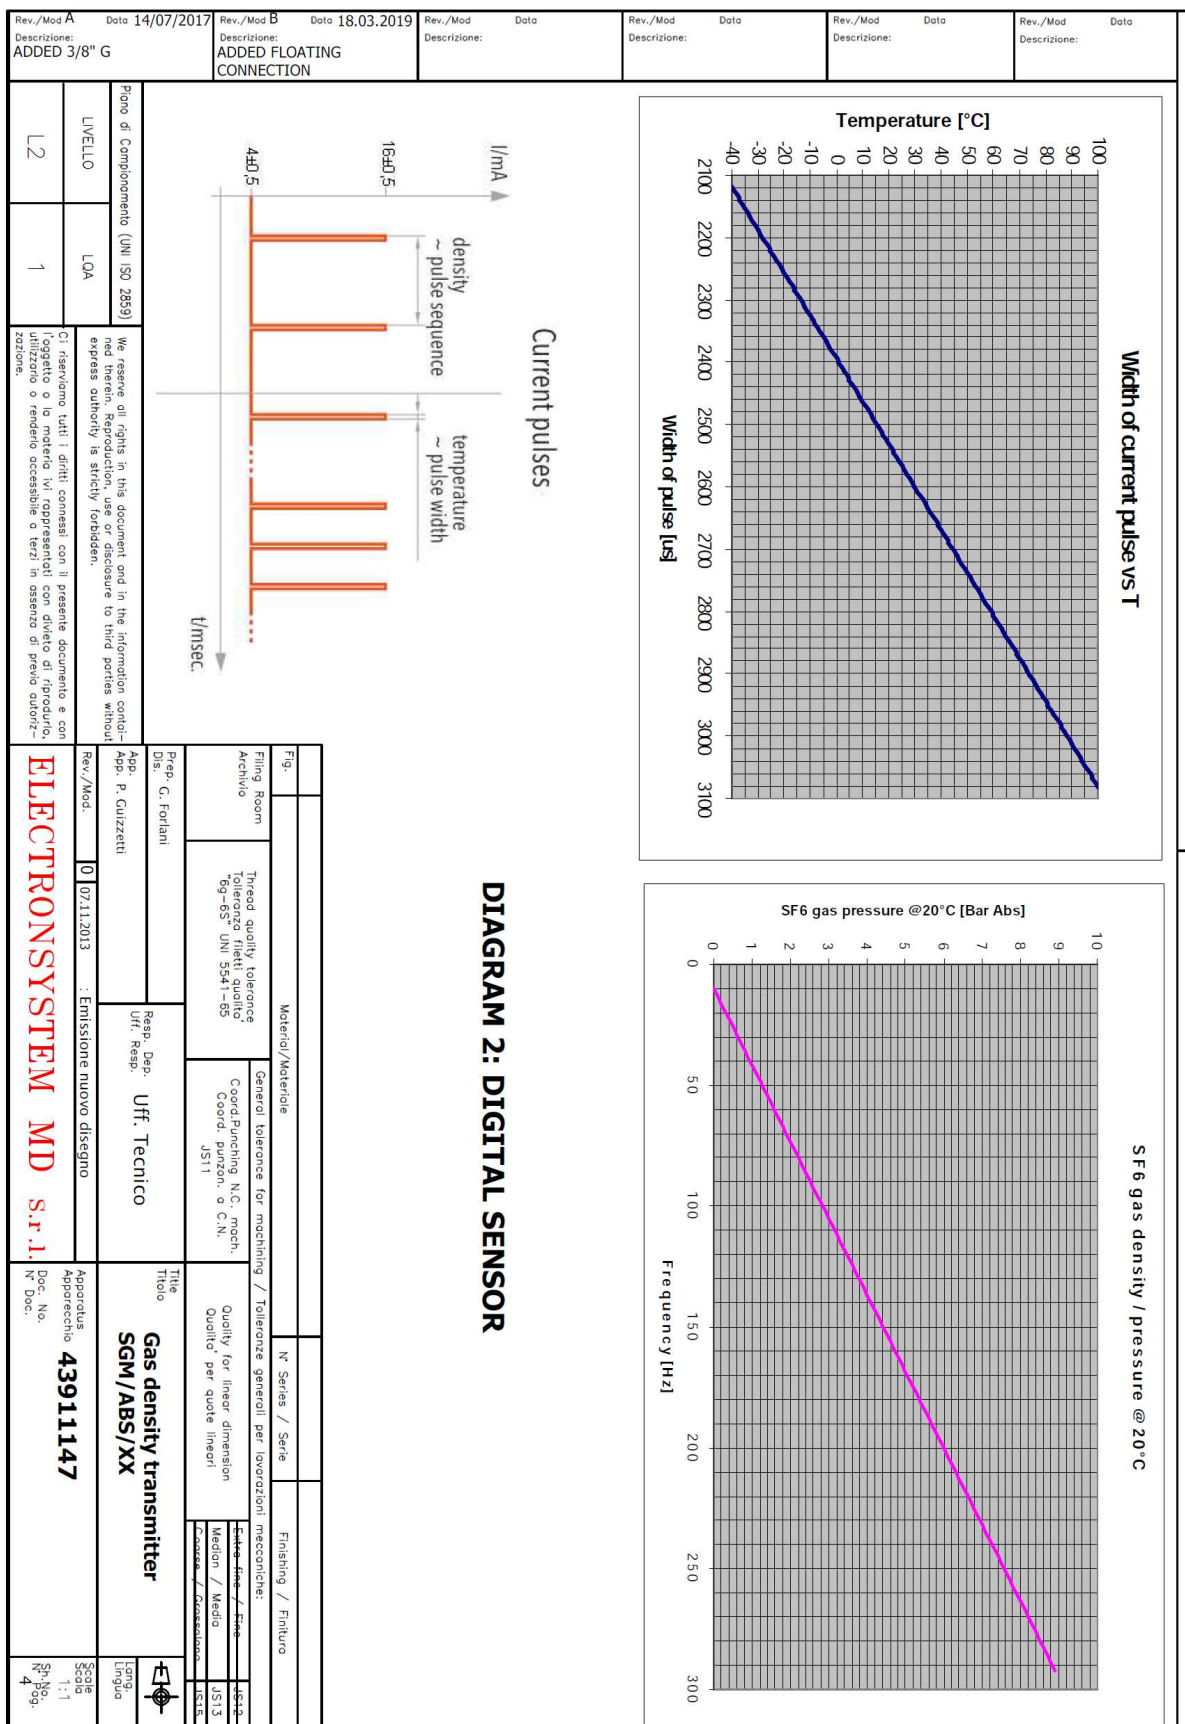 Rev./Mod A Data 14/07/2017
Descrizione:
ADDED 3/8" G
Rev./Mod B Data 18.03.2019
Descrizione:
ADDED FLOATING
CONNECTION
Rev./Mod Data
Descrizione:
Rev./Mod Data
Descrizione:
Rev./Mod Data
Descrizione:
Rev./Mod Data
Descrizione:
Width of current pulse vs T
Temperature [°C]
100
90
80
70
60
50
40
30
20
10
0
-10
-20
-30
-40
2100 2200 2300 2400 2500 2600 2700 2800 2900 3000 3100
Width of pulse [us]
SF6 gas density / pressure @ 20°C
SF6 gas pressure @20°C [Bar Abs]
10
9
8
7
6
5
4
3
2
1
0
0 50 100 150 200 250 300
Frequency [Hz]
Current pulses
I/mA
density
~ pulse sequence
temperature
~ pulse width
16±0,5
4±0,5
t/msec.
DIAGRAM 2: DIGITAL SENSOR
Piano di Campionamento (UNI ISO 2859)
LIVELLO LQA
L2 1
We reserve all rights in this document and in the information contai-
ned therein. Reproduction, use or disclosure to third parties without
express authority is strictly forbidden.
Ci riserviamo tutti i diritti connessi con il presente documento e con
l'oggetto o la materia ivi rappresentati con divieto di riprodurlo,
utilizzarlo o renderlo accessibile a terzi in assenza di previa autoriz-
zazione.
Fig. Material/Materiale N° Series / Serie Finishing / Finitura
Filing Room
Archivio
Thread quality tolerance
Tolleranza filetti qualita'
"6g-6S" UNI 5541-65
General tolerance for machining / Tolleranze generali per lavorazioni meccaniche:
Coord.Punching N.C. mach.
Coord. punzon. a C.N.
JS11
Quality for linear dimension
Qualita' per quote lineari
Extra fine / Fine JS12
Median / Media JS13
Coarse / Grossolana JS15
Prep.
Dis. G. Forlani
App.
App. P. Guizzetti
Resp. Dep.
Uff. Resp. Uff. Tecnico
Title
Titolo
Gas density transmitter
SGM/ABS/XX
Lang.
Lingua
Rev./Mod. 0 07.11.2013 : Emissione nuovo disegno
ELECTRONSYSTEM MD S.r.l.
Apparatus
Apparecchio
43911147
Doc. No.
N° Doc.
Scale
Scala
1:1
Sh.No.
N° Pag.
4